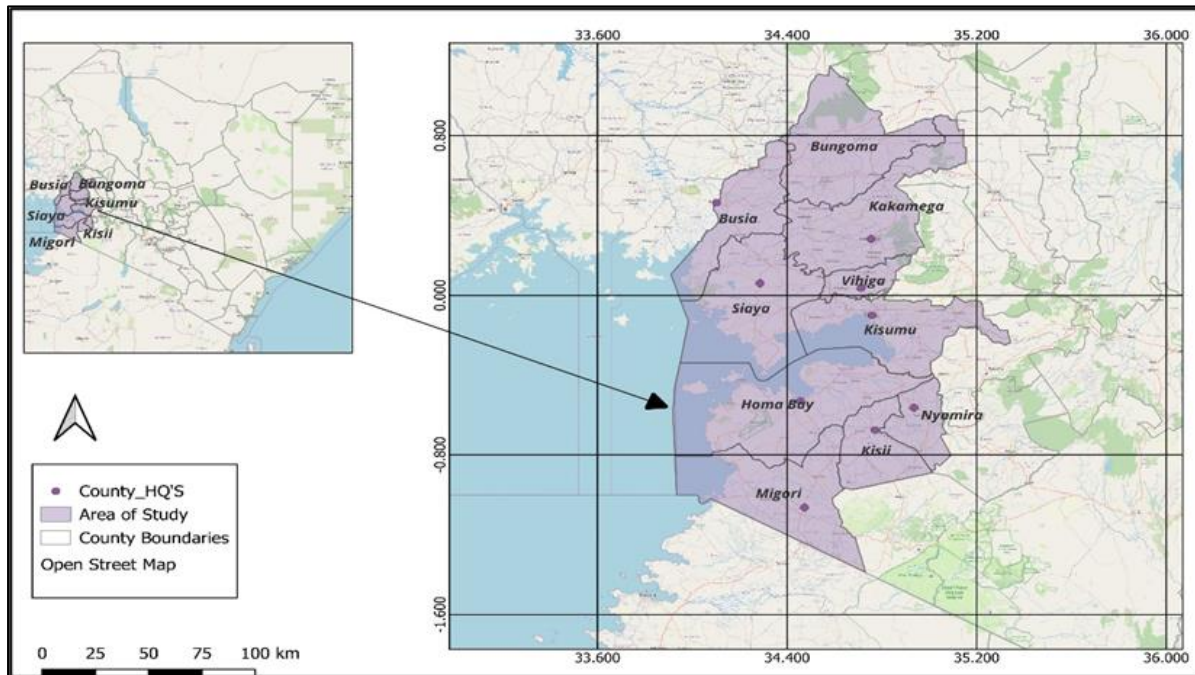 Busia
Bungoma
Kisumu
Siaya
Kisii
Migori
County_HQ'S
Area of Study
County Boundaries
Open Street Map
0 25 50 75 100 km
33.600 34.400 35.200 36.000
0.800
0.000
-0.800
-1.600
Bungoma
Kakamega
Busia
Vihiga
Siaya
Kisumu
Homa Bay
Nyamira
Kisii
Migori
33.600 34.400 35.200 36.000